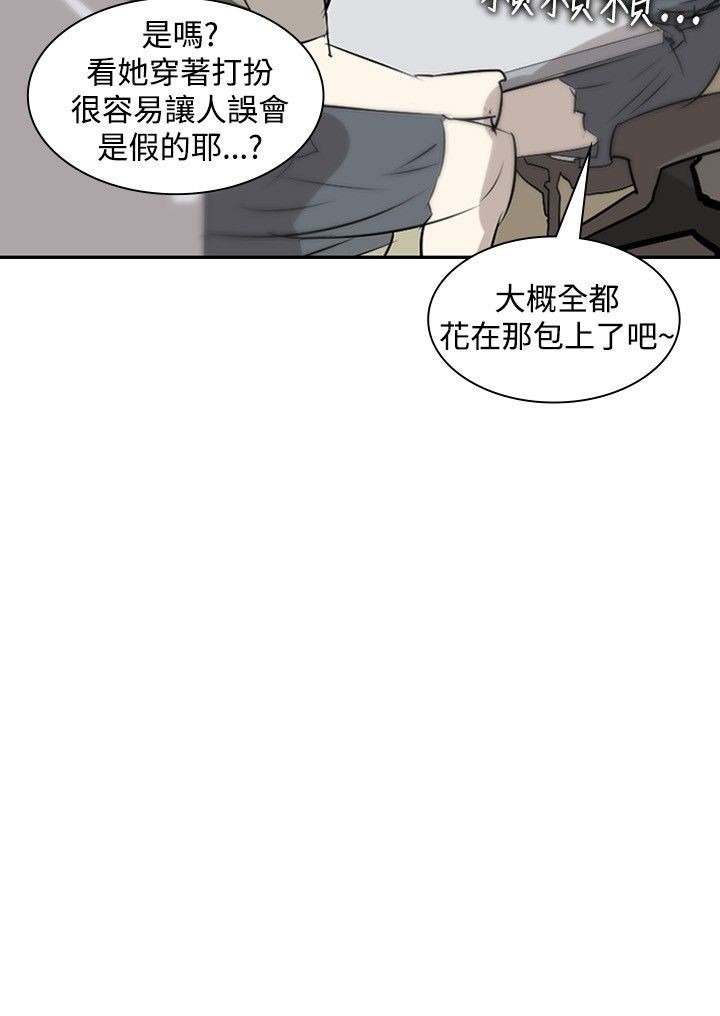 是嗎?
看她穿著打扮
很容易讓人誤會
是假的耶...?
大概全都
花在那包上了吧~